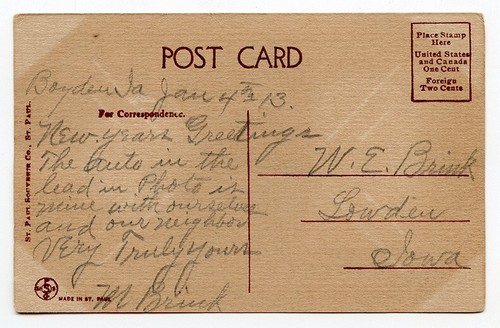 POST CARD
Place Stamp
Here
United States
and Canada
One Cent
Foreign
Two Cents
Boyden Ia Jan 4th 13.
For Correspondence.
New years Greetings
The auto in the
lead in Photo is
mine with ourselves
and our neighbor
Very Truly yours
M Brink
W. E. Brink
Lowden
Iowa
St. Paul Souvenir Co., St. Paul.
MADE IN ST. PAUL